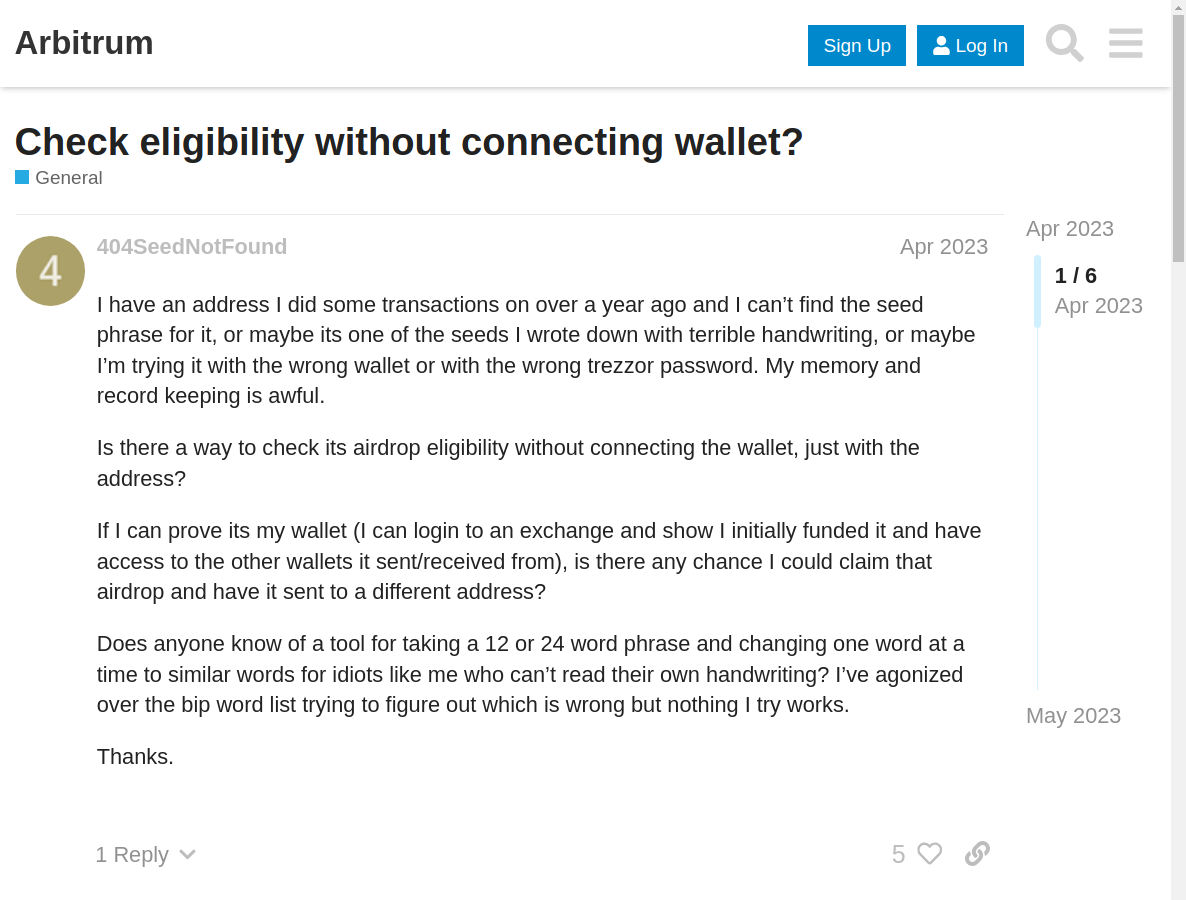 Arbitrum
Sign Up
Log In
Check eligibility without connecting wallet?
General
4
404SeedNotFound
Apr 2023
I have an address I did some transactions on over a year ago and I can’t find the seed
phrase for it, or maybe its one of the seeds I wrote down with terrible handwriting, or maybe
I’m trying it with the wrong wallet or with the wrong trezzor password. My memory and
record keeping is awful.
Is there a way to check its airdrop eligibility without connecting the wallet, just with the
address?
If I can prove its my wallet (I can login to an exchange and show I initially funded it and have
access to the other wallets it sent/received from), is there any chance I could claim that
airdrop and have it sent to a different address?
Does anyone know of a tool for taking a 12 or 24 word phrase and changing one word at a
time to similar words for idiots like me who can’t read their own handwriting? I’ve agonized
over the bip word list trying to figure out which is wrong but nothing I try works.
Thanks.
1 Reply
5
Apr 2023
1 / 6
Apr 2023
May 2023